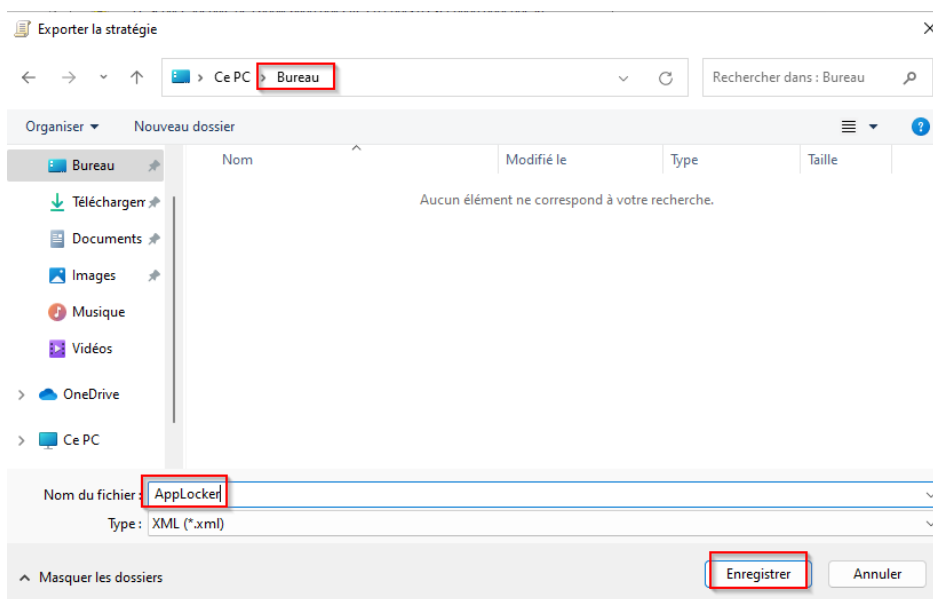 Exporter la stratégie
Ce PC > Bureau
Rechercher dans : Bureau
Organiser
Nouveau dossier
Nom
Modifié le
Type
Taille
Aucun élément ne correspond à votre recherche.
Bureau
Téléchargem
Documents
Images
Musique
Vidéos
OneDrive
Ce PC
Nom du fichier : AppLocker
Type : XML (*.xml)
Masquer les dossiers
Enregistrer
Annuler